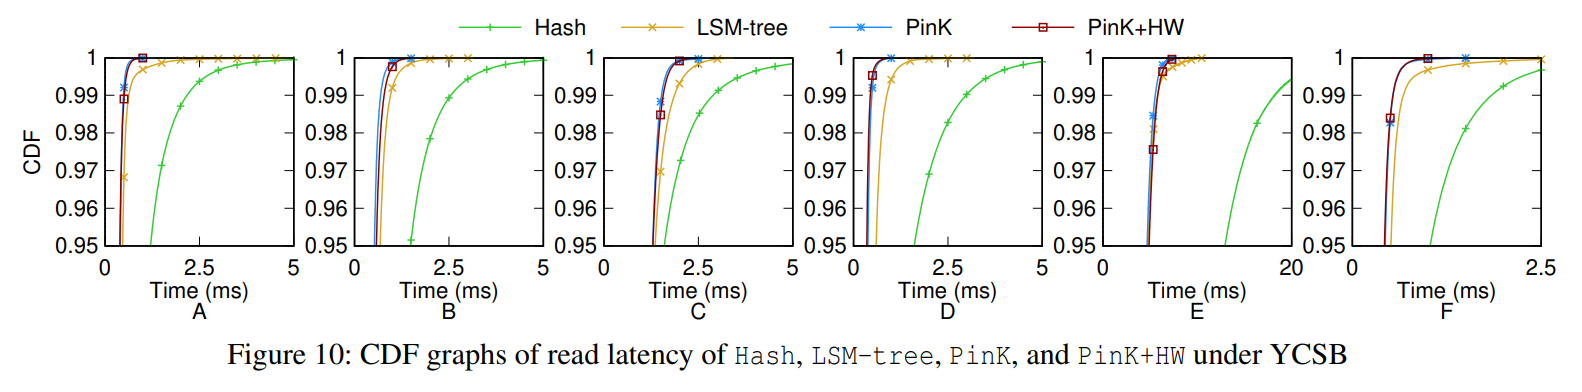 Hash LSM-tree PinK PinK+HW
1 1 1 1 1 1
0.99 0.99 0.99 0.99 0.99 0.99
0.98 0.98 0.98 0.98 0.98 0.98
CDF
0.97 0.97 0.97 0.97 0.97 0.97
0.96 0.96 0.96 0.96 0.96 0.96
0.95 0.95 0.95 0.95 0.95 0.95
0 2.5 5 0 2.5 5 0 2.5 5 0 2.5 5 0 20 0 2.5
Time (ms) Time (ms) Time (ms) Time (ms) Time (ms) Time (ms)
A B C D E F
Figure 10: CDF graphs of read latency of Hash, LSM-tree, PinK, and PinK+HW under YCSB